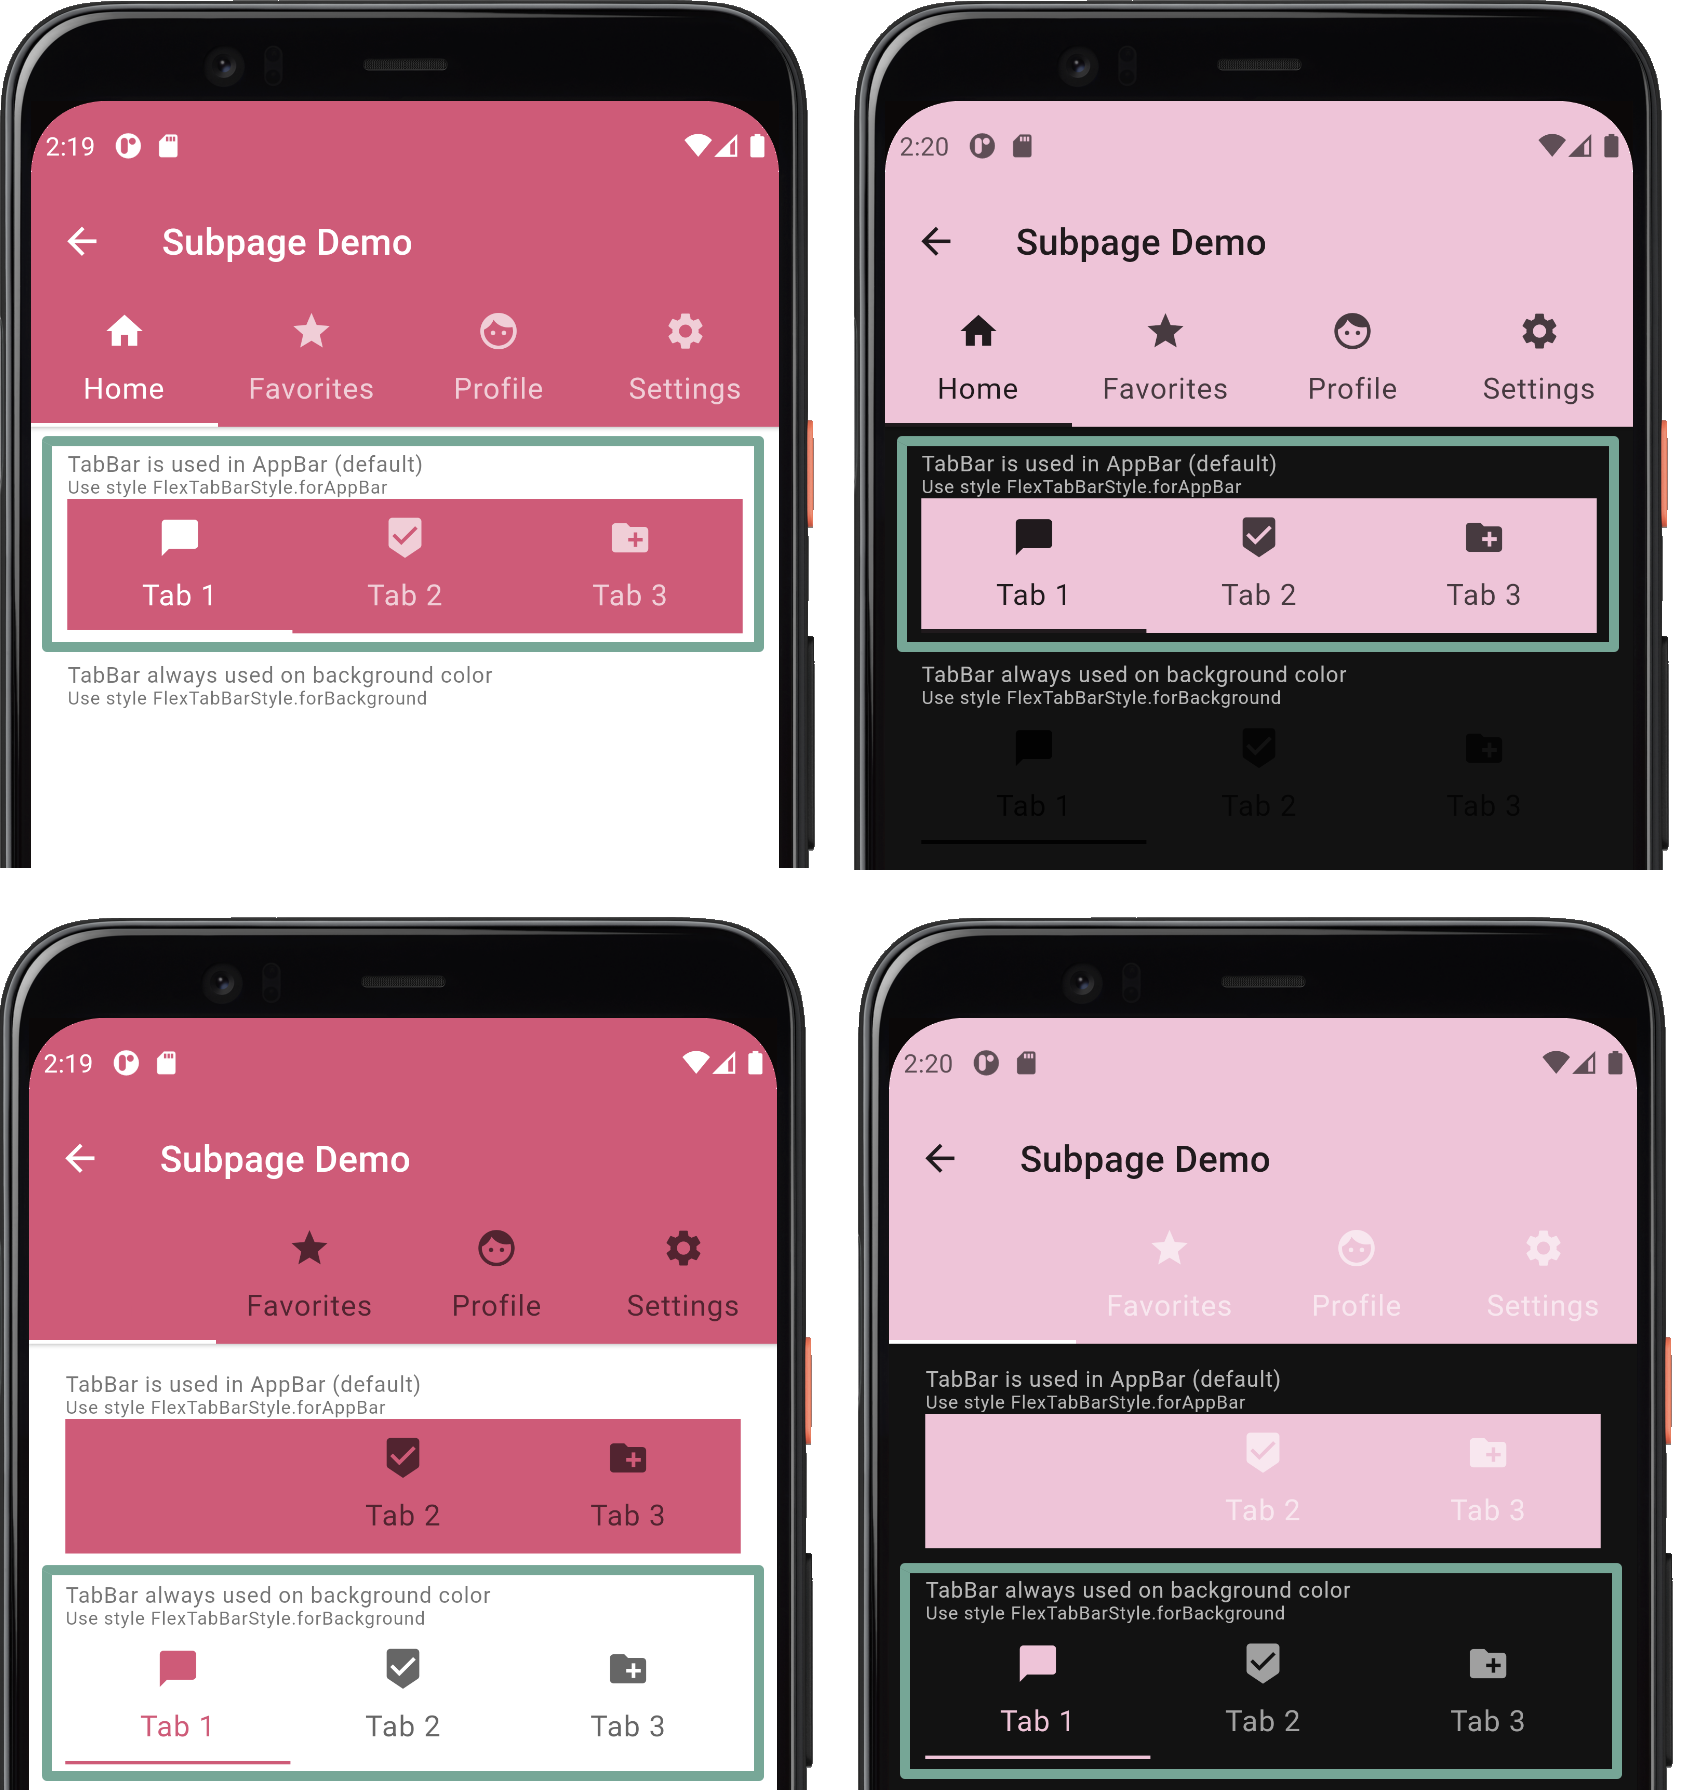 2:19
Subpage Demo
Home Favorites Profile Settings
TabBar is used in AppBar (default)
Use style FlexTabBarStyle.forAppBar
Tab 1 Tab 2 Tab 3
TabBar always used on background color
Use style FlexTabBarStyle.forBackground
2:20
Subpage Demo
Home Favorites Profile Settings
TabBar is used in AppBar (default)
Use style FlexTabBarStyle.forAppBar
Tab 1 Tab 2 Tab 3
TabBar always used on background color
Use style FlexTabBarStyle.forBackground
Tab 1 Tab 2 Tab 3
2:19
Subpage Demo
Favorites Profile Settings
TabBar is used in AppBar (default)
Use style FlexTabBarStyle.forAppBar
Tab 2 Tab 3
TabBar always used on background color
Use style FlexTabBarStyle.forBackground
Tab 1 Tab 2 Tab 3
2:20
Subpage Demo
Favorites Profile Settings
TabBar is used in AppBar (default)
Use style FlexTabBarStyle.forAppBar
Tab 2 Tab 3
TabBar always used on background color
Use style FlexTabBarStyle.forBackground
Tab 1 Tab 2 Tab 3